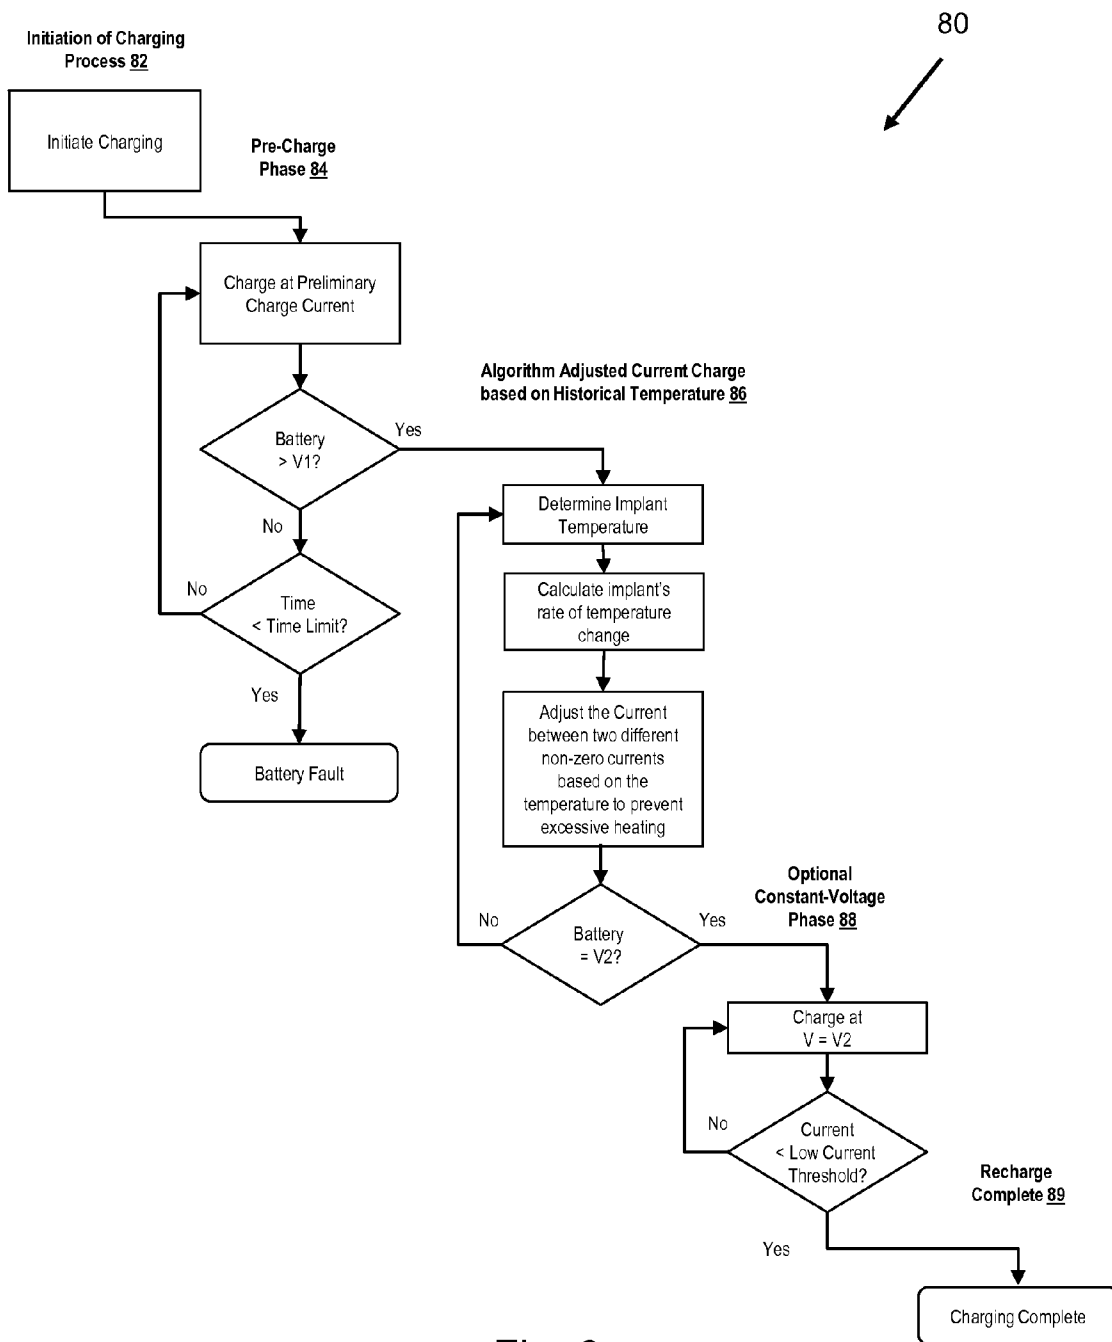 80
Initiation of Charging
Process 82
Initiate Charging
Pre-Charge
Phase 84
Charge at Preliminary
Charge Current
Algorithm Adjusted Current Charge
based on Historical Temperature 86
Battery
> V1?
Yes
No
Determine Implant
Temperature
Time
< Time Limit?
No
Yes
Battery Fault
Calculate implant's
rate of temperature
change
Adjust the Current
between two different
non-zero currents
based on the
temperature to prevent
excessive heating
Optional
Constant-Voltage
Phase 88
Battery
= V2?
No
Yes
Charge at
V = V2
Current
< Low Current
Threshold?
No
Yes
Recharge
Complete 89
Charging Complete